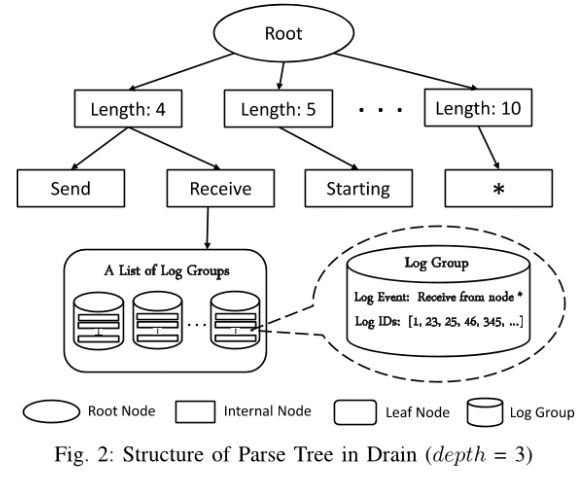 Root
Length: 4
Length: 5
. . .
Length: 10
Send
Receive
Starting
*
A List of Log Groups
...
Log Group
Log Event: Receive from node *
Log IDs: [1, 23, 25, 46, 345, ...]
Root Node
Internal Node
Leaf Node
Log Group
Fig. 2: Structure of Parse Tree in Drain (depth = 3)